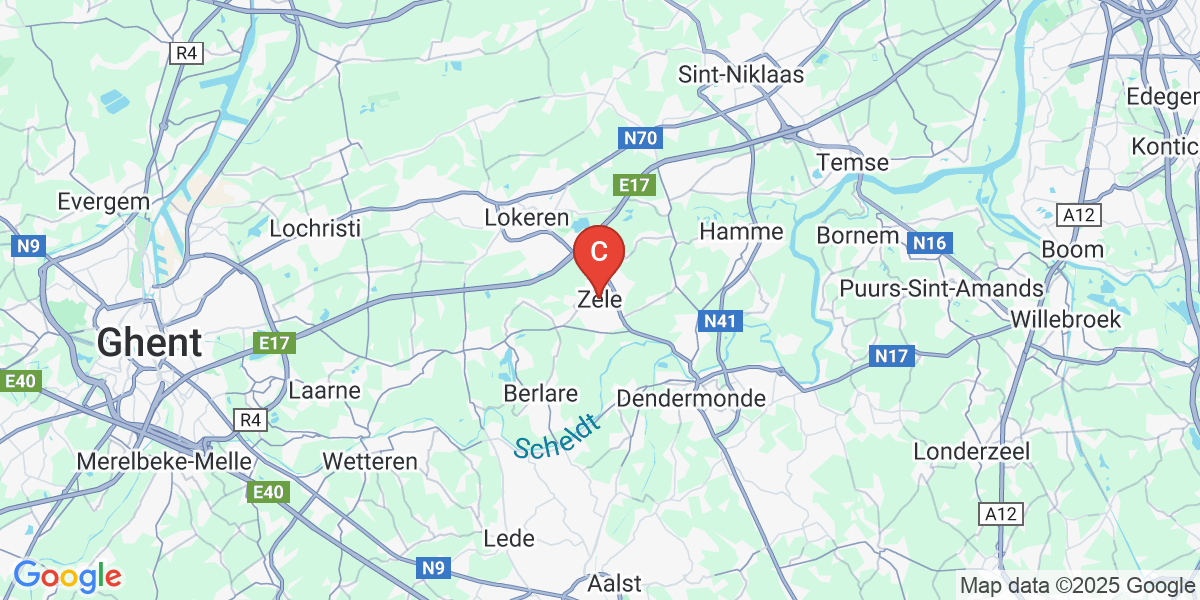 R4
Sint-Niklaas
Edegem
N70
Kontic
Temse
E17
Evergem
Lokeren
A12
Lochristi
Hamme
Bornem
N9
N16
Boom
C
Zele
Puurs-Sint-Amands
N41
Willebroek
Ghent
E17
N17
E40
Laarne
Berlare
Dendermonde
R4
Scheldt
Merelbeke-Melle
Wetteren
Londerzeel
E40
A12
Lede
N9
Google
Aalst
Map data ©2025 Google